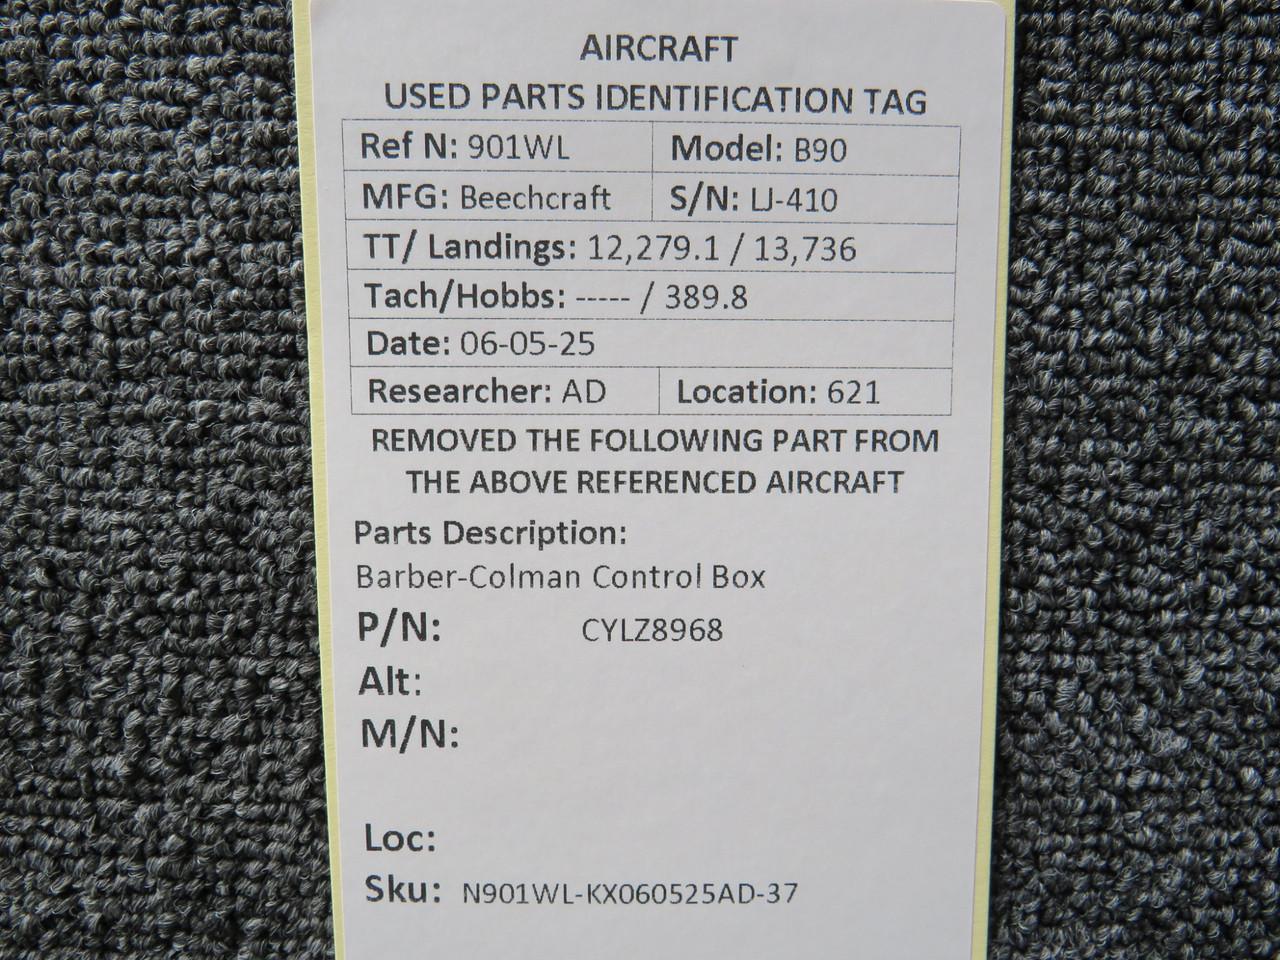 AIRCRAFT
USED PARTS IDENTIFICATION TAG
Ref N: 901WL Model: B90
MFG: Beechcraft S/N: LJ-410
TT/ Landings: 12,279.1 / 13,736
Tach/Hobbs: ----- / 389.8
Date: 06-05-25
Researcher: AD Location: 621
REMOVED THE FOLLOWING PART FROM
THE ABOVE REFERENCED AIRCRAFT
Parts Description:
Barber-Colman Control Box
P/N: CYLZ8968
Alt:
M/N:
Loc:
Sku: N901WL-KX060525AD-37